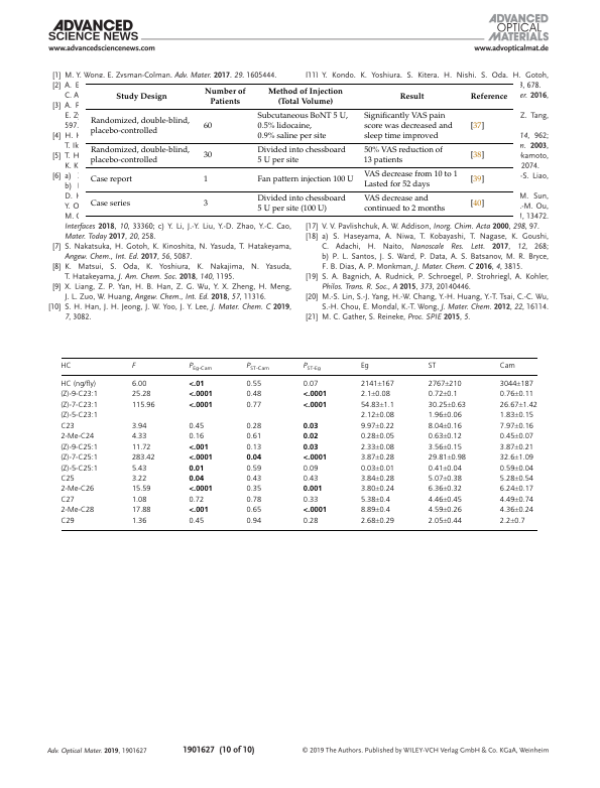 ADVANCED
SCIENCE NEWS
www.advancedsciencenews.com
ADVANCED
OPTICAL
MATERIALS
www.advopticalmat.de
[1] M. Y. Wong, E. Zysman-Colman, Adv. Mater. 2017, 29, 1605444.
[2] A. E
C. A
[3] A. F
E. Z
597.
[4] H. K
T. Ik
[5] T. H
K. K
[6] a)
b)
D. H
Y. O
M. C
Interfaces 2018, 10, 33360; c) Y. Li, J.-Y. Liu, Y.-D. Zhao, Y.-C. Cao,
Mater. Today 2017, 20, 258.
[7] S. Nakatsuka, H. Gotoh, K. Kinoshita, N. Yasuda, T. Hatakeyama,
Angew. Chem., Int. Ed. 2017, 56, 5087.
[8] K. Matsui, S. Oda, K. Yoshiura, K. Nakajima, N. Yasuda,
T. Hatakeyama, J. Am. Chem. Soc. 2018, 140, 1195.
[9] X. Liang, Z. P. Yan, H. B. Han, Z. G. Wu, Y. X. Zheng, H. Meng,
J. L. Zuo, W. Huang, Angew. Chem., Int. Ed. 2018, 57, 11316.
[10] S. H. Han, J. H. Jeong, J. W. Yoo, J. Y. Lee, J. Mater. Chem. C 2019,
7, 3082.
[11] Y. Kondo, K. Yoshiura, S. Kitera, H. Nishi, S. Oda, H. Gotoh,
, 678.
er. 2016,
Z. Tang,
14, 962;
n. 2003,
kamoto,
2074.
.-S. Liao,
M. Sun,
.-M. Ou,
, 13472.
[17] V. V. Pavlishchuk, A. W. Addison, Inorg. Chim. Acta 2000, 298, 97.
[18] a) S. Haseyama, A. Niwa, T. Kobayashi, T. Nagase, K. Goushi,
C. Adachi, H. Naito, Nanoscale Res. Lett. 2017, 12, 268;
b) P. L. Santos, J. S. Ward, P. Data, A. S. Batsanov, M. R. Bryce,
F. B. Dias, A. P. Monkman, J. Mater. Chem. C 2016, 4, 3815.
[19] S. A. Bagnich, A. Rudnick, P. Schroegel, P. Strohriegl, A. Kohler,
Philos. Trans. R. Soc., A 2015, 373, 20140446.
[20] M.-S. Lin, S.-J. Yang, H.-W. Chang, Y.-H. Huang, Y.-T. Tsai, C.-C. Wu,
S.-H. Chou, E. Mondal, K.-T. Wong, J. Mater. Chem. 2012, 22, 16114.
[21] M. C. Gather, S. Reineke, Proc. SPIE 2015, 5.
Study Design Number of Patients Method of Injection (Total Volume) Result Reference
Randomized, double-blind, placebo-controlled 60 Subcutaneous BoNT 5 U, 0.5% lidocaine, 0.9% saline per site Significantly VAS pain score was decreased and sleep time improved [37]
Randomized, double-blind, placebo-controlled 30 Divided into chessboard 5 U per site 50% VAS reduction of 13 patients [38]
Case report 1 Fan pattern injection 100 U VAS decrease from 10 to 1 Lasted for 52 days [39]
Case series 3 Divided into chessboard 5 U per site (100 U) VAS decrease and continued to 2 months [40]
HC F PEg-Cam PST-Cam PST-Eg Eg ST Cam
HC (ng/fly) 6.00 <.01 0.55 0.07 2141±167 2767±210 3044±187
(Z)-9-C23:1 25.28 <.0001 0.48 <.0001 2.1±0.08 0.72±0.1 0.76±0.11
(Z)-7-C23:1 115.96 <.0001 0.77 <.0001 54.83±1.1 30.25±0.63 26.67±1.42
(Z)-5-C23:1 2.12±0.08 1.96±0.06 1.83±0.15
C23 3.94 0.45 0.28 0.03 9.97±0.22 8.04±0.16 7.97±0.16
2-Me-C24 4.33 0.16 0.61 0.02 0.28±0.05 0.63±0.12 0.45±0.07
(Z)-9-C25:1 11.72 <.001 0.13 0.03 2.33±0.08 3.56±0.15 3.87±0.21
(Z)-7-C25:1 283.42 <.0001 0.04 <.0001 3.87±0.28 29.81±0.98 32.6±1.09
(Z)-5-C25:1 5.43 0.01 0.59 0.09 0.03±0.01 0.41±0.04 0.59±0.04
C25 3.22 0.04 0.43 0.43 3.84±0.28 5.07±0.38 5.28±0.54
2-Me-C26 15.59 <.0001 0.35 0.001 3.80±0.24 6.36±0.32 6.24±0.17
C27 1.08 0.72 0.78 0.33 5.38±0.4 4.46±0.45 4.49±0.74
2-Me-C28 17.88 <.001 0.65 <.0001 8.89±0.4 4.59±0.26 4.36±0.24
C29 1.36 0.45 0.94 0.28 2.68±0.29 2.05±0.44 2.2±0.7
Adv. Optical Mater. 2019, 1901627
1901627 (10 of 10)
© 2019 The Authors. Published by WILEY-VCH Verlag GmbH & Co. KGaA, Weinheim